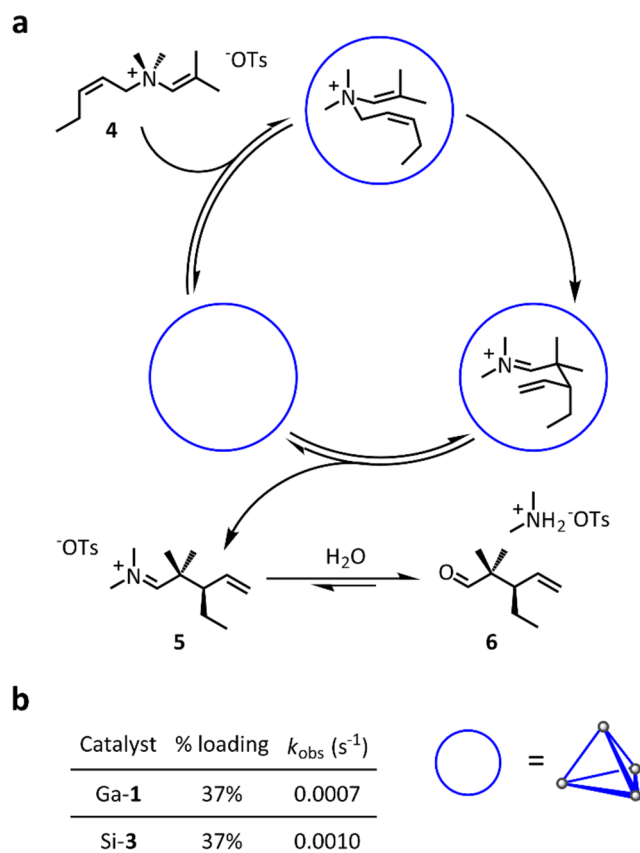 a
⁻OTs
+
N
4
+
N
+
N
⁻OTs
+
N
5
H₂O
+
NH₂⁻OTs
O
6
b
Catalyst % loading k_obs (s⁻¹)
Ga-1 37% 0.0007
Si-3 37% 0.0010
=